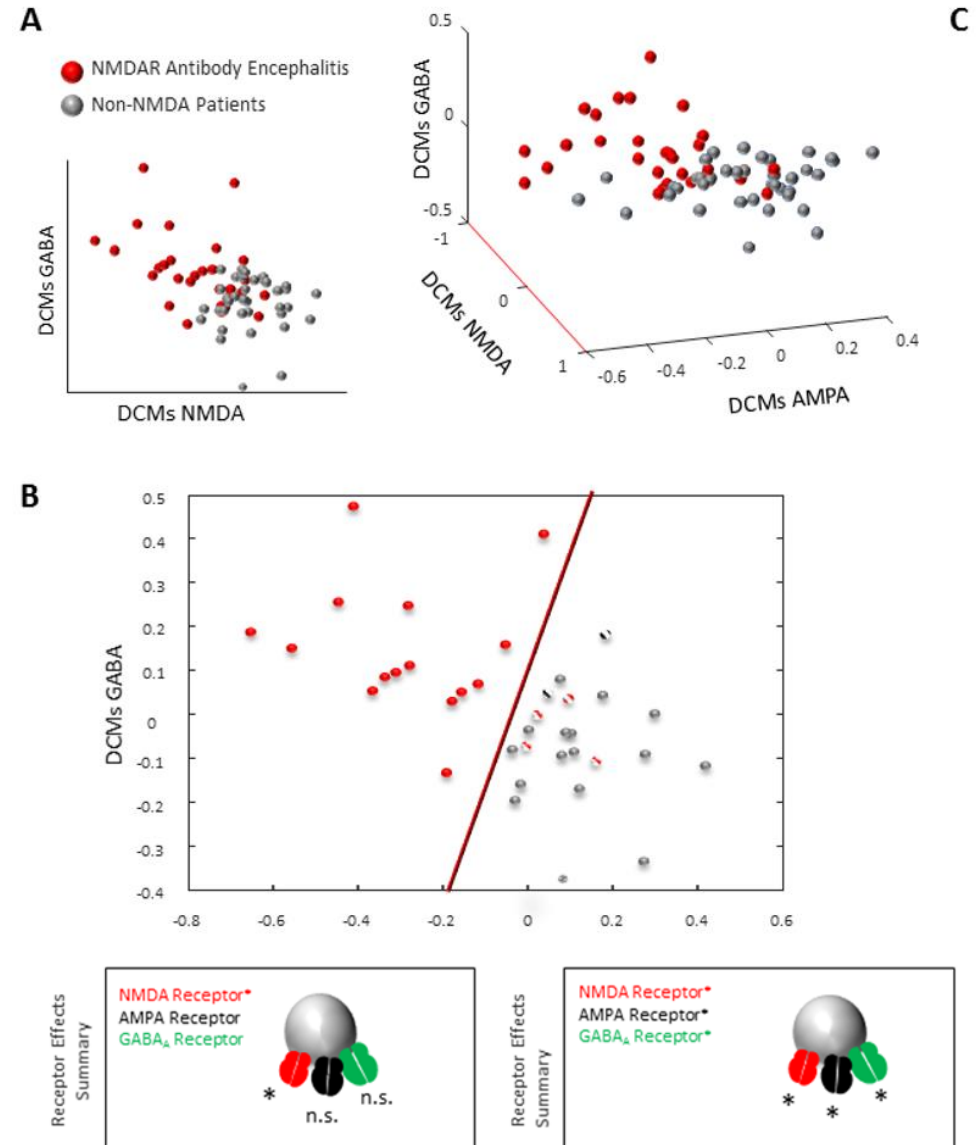 A
C
NMDAR Antibody Encephalitis
Non-NMDA Patients
DCMs GABA
DCMs NMDA
0.5
0
-0.5
DCMs GABA
-1
0
1
DCMs NMDA
-0.6
-0.4
-0.2
0
0.2
0.4
DCMs AMPA
B
0.5
0.4
0.3
0.2
0.1
0
-0.1
-0.2
-0.3
-0.4
DCMs GABA
-0.8 -0.6 -0.4 -0.2 0 0.2 0.4 0.6
Receptor Effects
Summary
NMDA Receptor*
AMPA Receptor
GABAA Receptor
*
n.s.
n.s.
Receptor Effects
Summary
NMDA Receptor*
AMPA Receptor*
GABAA Receptor*
*
*
*